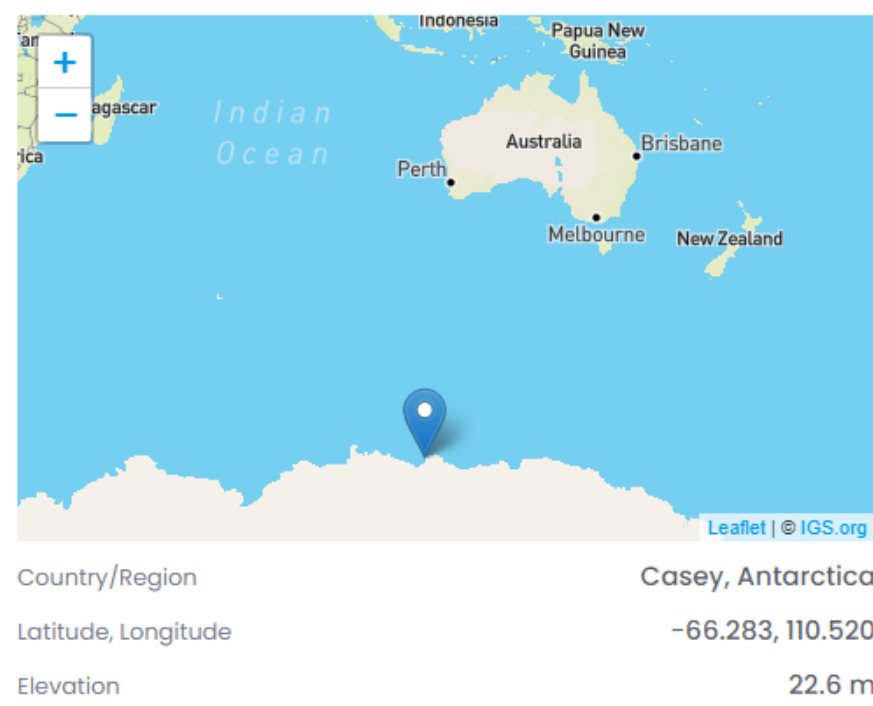 Indonesia
Papua New
Guinea
+
−
agascar
Indian
Ocean
Australia
Brisbane
ica
Perth
Melbourne
New Zealand
Leaflet | © IGS.org
Country/Region Casey, Antarctica
Latitude, Longitude -66.283, 110.520
Elevation 22.6 m